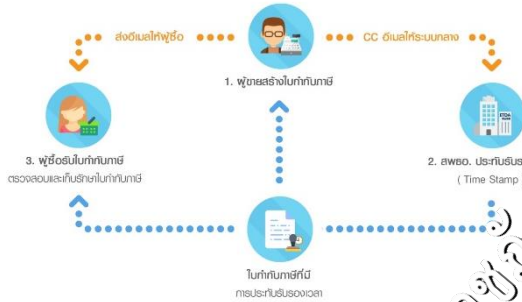 ส่งอีเมลให้ผู้ซื้อ
CC อีเมลให้ระบบกลาง
1. ผู้ขายสร้างใบกำกับภาษี
ETDA
3. ผู้ซื้อรับใบกำกับภาษี
ตรวจสอบและเก็บรักษาใบกำกับภาษี
2. สพธอ. ประทับรับร
( Time Stamp
ใบกำกับภาษีที่มี
การประทับรับรองเวลา